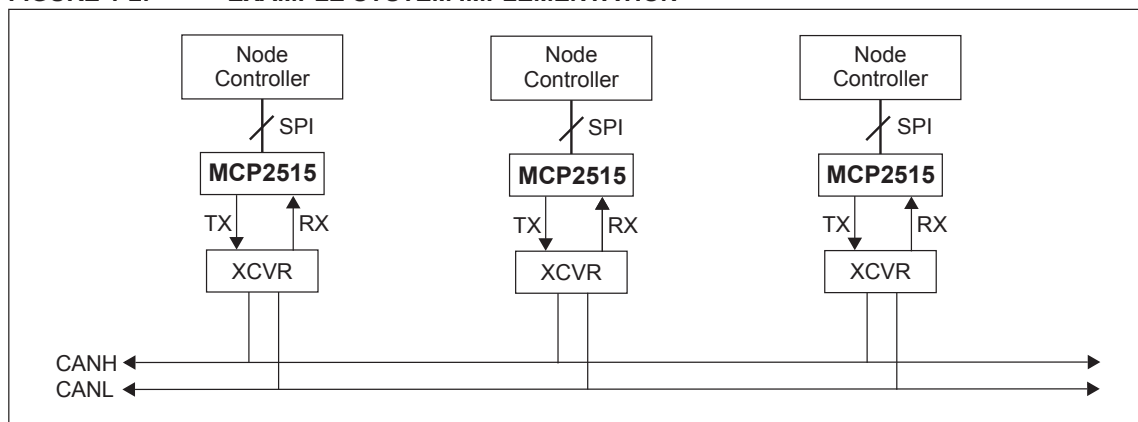 Node
Controller
Node
Controller
Node
Controller
SPI
SPI
SPI
MCP2515
MCP2515
MCP2515
TX
RX
TX
RX
TX
RX
XCVR
XCVR
XCVR
CANH
CANL